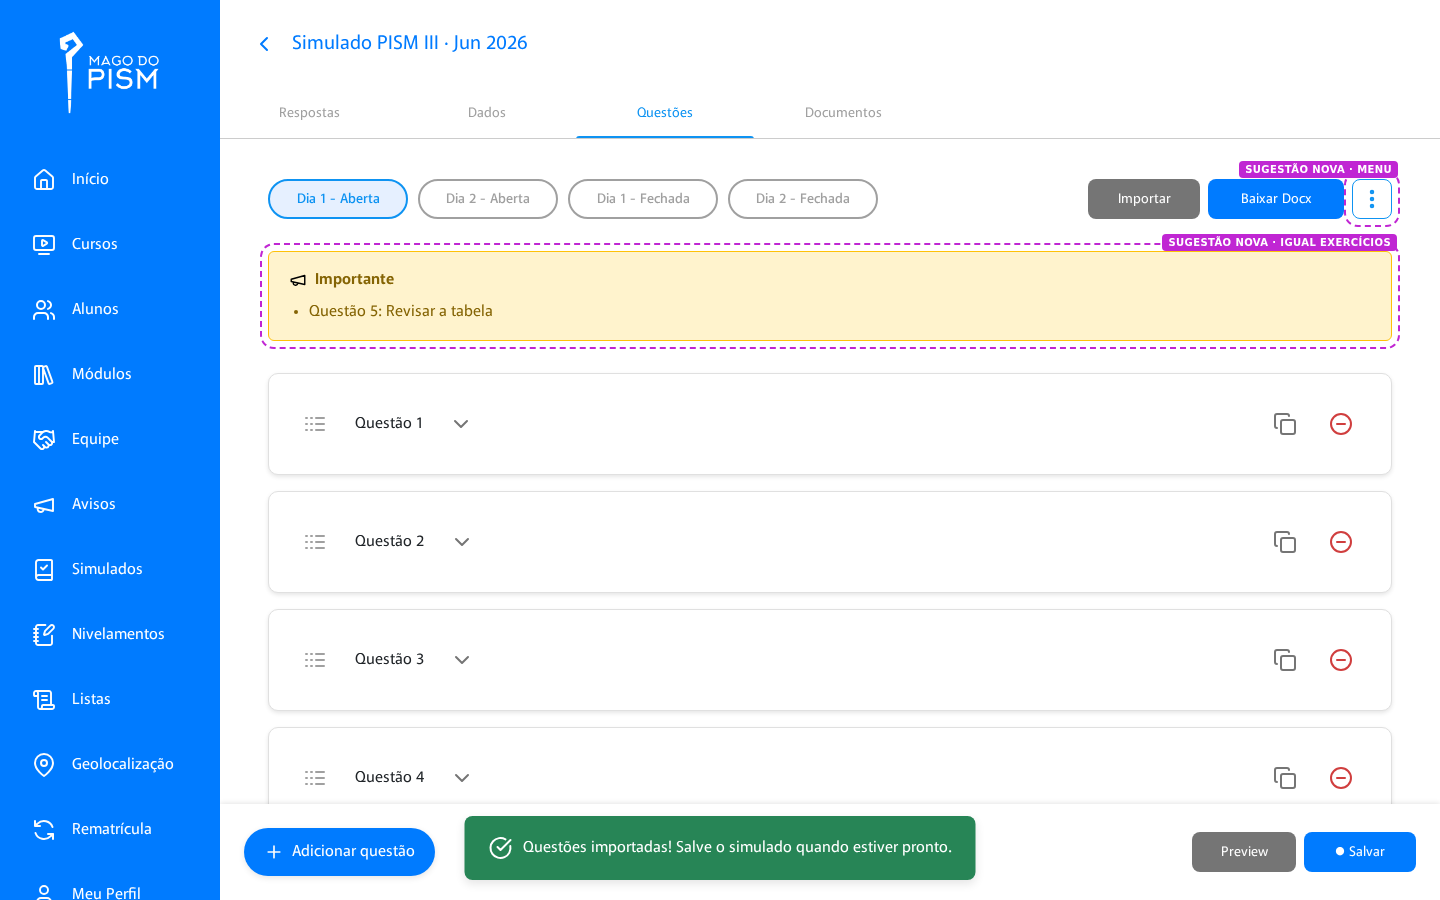 MAGO DO
PISM
Início
Cursos
Alunos
Módulos
Equipe
Avisos
Simulados
Nivelamentos
Listas
Geolocalização
Rematrícula
Meu Perfil
Simulado PISM III · Jun 2026
Respostas
Dados
Questões
Documentos
SUGESTÃO NOVA · MENU
Dia 1 - Aberta
Dia 2 - Aberta
Dia 1 - Fechada
Dia 2 - Fechada
Importar
Baixar Docx
SUGESTÃO NOVA · IGUAL EXERCÍCIOS
Importante
• Questão 5: Revisar a tabela
Questão 1
Questão 2
Questão 3
Questão 4
Adicionar questão
Questões importadas! Salve o simulado quando estiver pronto.
Preview
Salvar